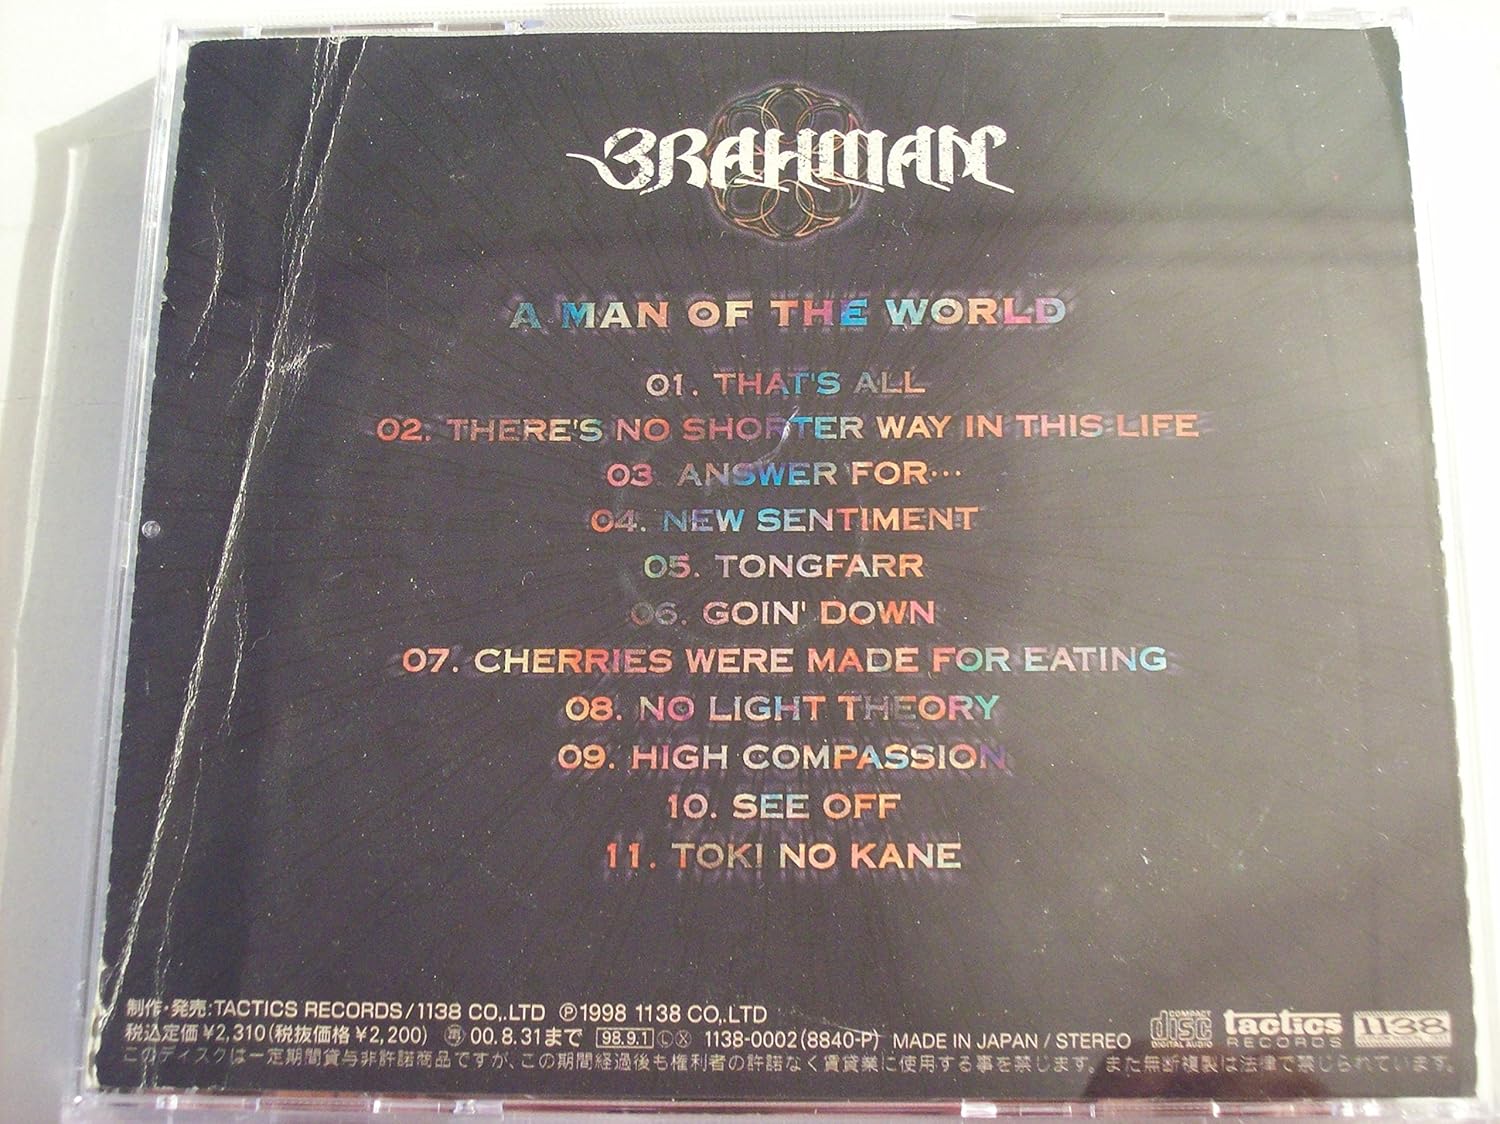 BRAHMAN
A MAN OF THE WORLD
01. THAT'S ALL
02. THERE'S NO SHORTER WAY IN THIS LIFE
03. ANSWER FOR…
04. NEW SENTIMENT
05. TONGFARR
06. GOIN' DOWN
07. CHERRIES WERE MADE FOR EATING
08. NO LIGHT THEORY
09. HIGH COMPASSION
10. SEE OFF
11. TOKI NO KANE
制作・発売:TACTICS RECORDS/1138 CO,.LTD ℗1998 1138 CO,.LTD
税込定価¥2,310(税抜価格¥2,200) 再 00.8.31まで 98.9.1 Ⓛ Ⓧ 1138-0002(8840-P) MADE IN JAPAN / STEREO
COMPACT disc DIGITAL AUDIO tactics RECORDS 1138
このディスクは一定期間貸与非許諾商品ですが、この期間経過後も権利者の許諾なく賃貸業に使用する事を禁じます。また無断複製は法律で禁じられています。